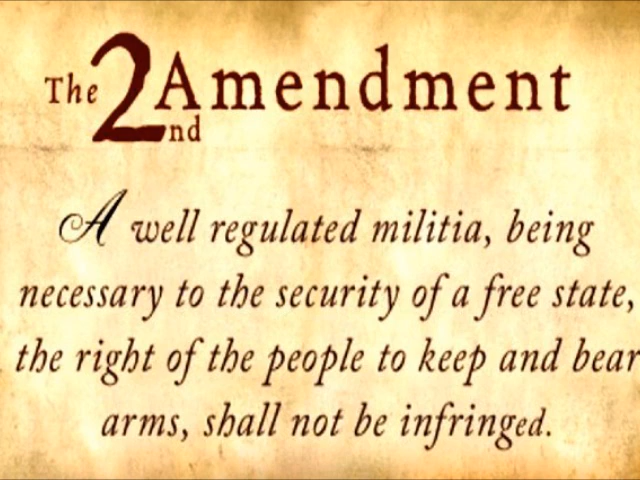 The 2nd Amendment
A well regulated militia, being
necessary to the security of a free state,
the right of the people to keep and bear
arms, shall not be infringed.